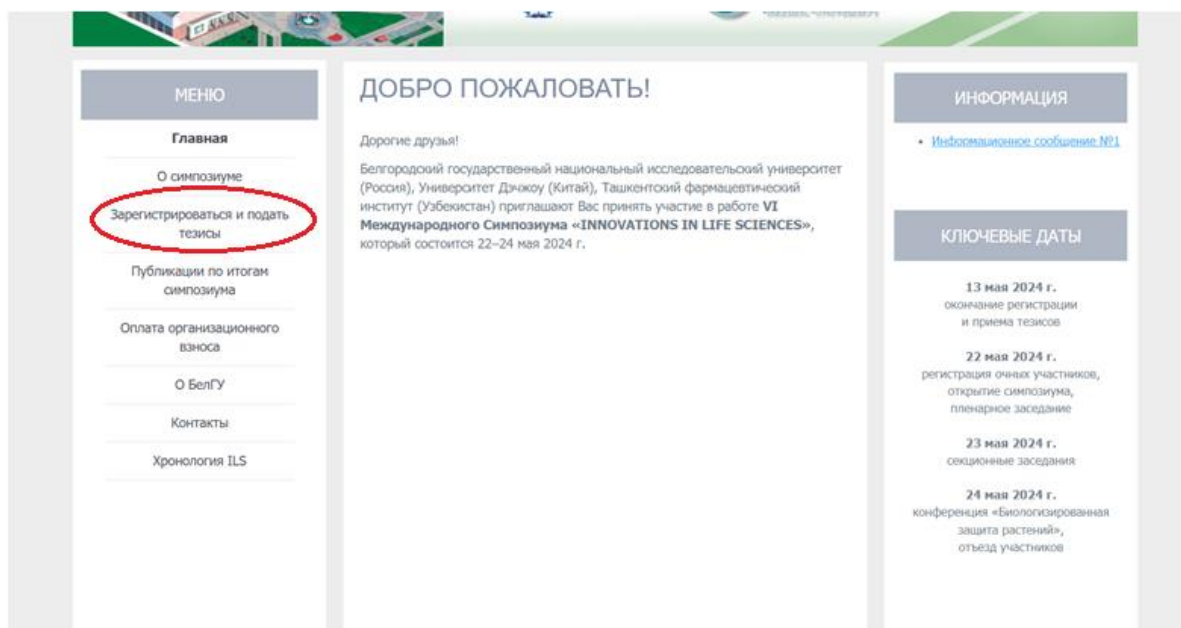 МЕНЮ
Главная
О симпозиуме
Зарегистрироваться и подать
тезисы
Публикации по итогам
симпозиума
Оплата организационного
взноса
О БелГУ
Контакты
Хронология ILS
ДОБРО ПОЖАЛОВАТЬ!
Дорогие друзья!
Белгородский государственный национальный исследовательский университет
(Россия), Университет Дэчжоу (Китай), Ташкентский фармацевтический
институт (Узбекистан) приглашают Вас принять участие в работе VI
Международного Симпозиума «INNOVATIONS IN LIFE SCIENCES»,
который состоится 22–24 мая 2024 г.
ИНФОРМАЦИЯ
• Информационное сообщение №1
КЛЮЧЕВЫЕ ДАТЫ
13 мая 2024 г.
окончание регистрации
и приема тезисов
22 мая 2024 г.
регистрация очных участников,
открытие симпозиума,
пленарное заседание
23 мая 2024 г.
секционные заседания
24 мая 2024 г.
конференция «Биологизированная
защита растений»,
отъезд участников